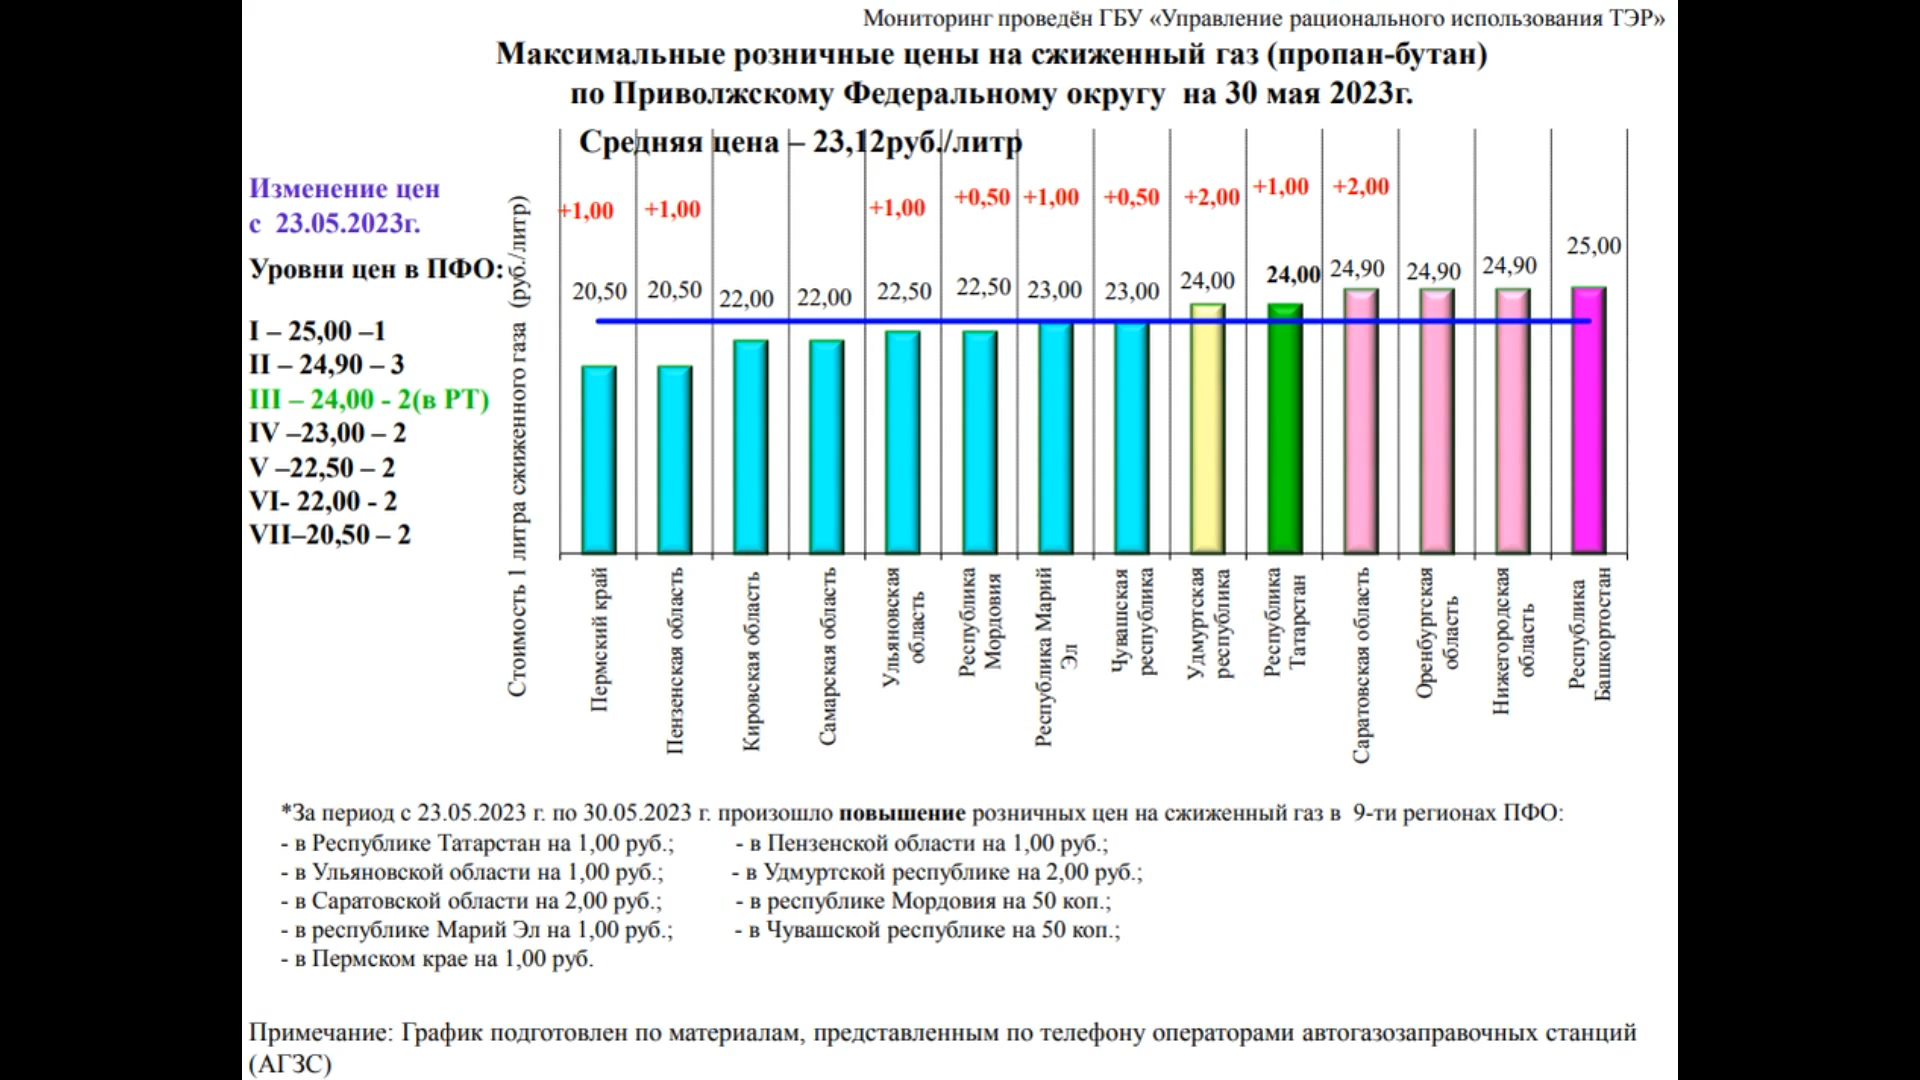 Мониторинг проведён ГБУ «Управление рационального использования ТЭР»
Максимальные розничные цены на сжиженный газ (пропан-бутан)
по Приволжскому Федеральному округу на 30 мая 2023г.
Средняя цена – 23,12руб./литр
Изменение цен
с 23.05.2023г.
Уровни цен в ПФО:
I – 25,00 –1
II – 24,90 – 3
III – 24,00 - 2(в РТ)
IV –23,00 – 2
V –22,50 – 2
VI- 22,00 - 2
VII–20,50 – 2
Стоимость 1 литра сжиженного газа (руб./литр)
+1,00 +1,00 +1,00 +0,50 +1,00 +0,50 +2,00 +1,00 +2,00
20,50 20,50 22,00 22,00 22,50 22,50 23,00 23,00 24,00 24,00 24,90 24,90 24,90 25,00
Пермский край
Пензенская область
Кировская область
Самарская область
Ульяновская
область
Республика
Мордовия
Республика Марий
Эл
Чувашская
республика
Удмуртская
республика
Республика
Татарстан
Саратовская область
Оренбургская
область
Нижегородская
область
Республика
Башкортостан
*За период с 23.05.2023 г. по 30.05.2023 г. произошло повышение розничных цен на сжиженный газ в 9-ти регионах ПФО:
- в Республике Татарстан на 1,00 руб.; - в Пензенской области на 1,00 руб.;
- в Ульяновской области на 1,00 руб.; - в Удмуртской республике на 2,00 руб.;
- в Саратовской области на 2,00 руб.; - в республике Мордовия на 50 коп.;
- в республике Марий Эл на 1,00 руб.; - в Чувашской республике на 50 коп.;
- в Пермском крае на 1,00 руб.
Примечание: График подготовлен по материалам, представленным по телефону операторами автогазозаправочных станций
(АГЗС)